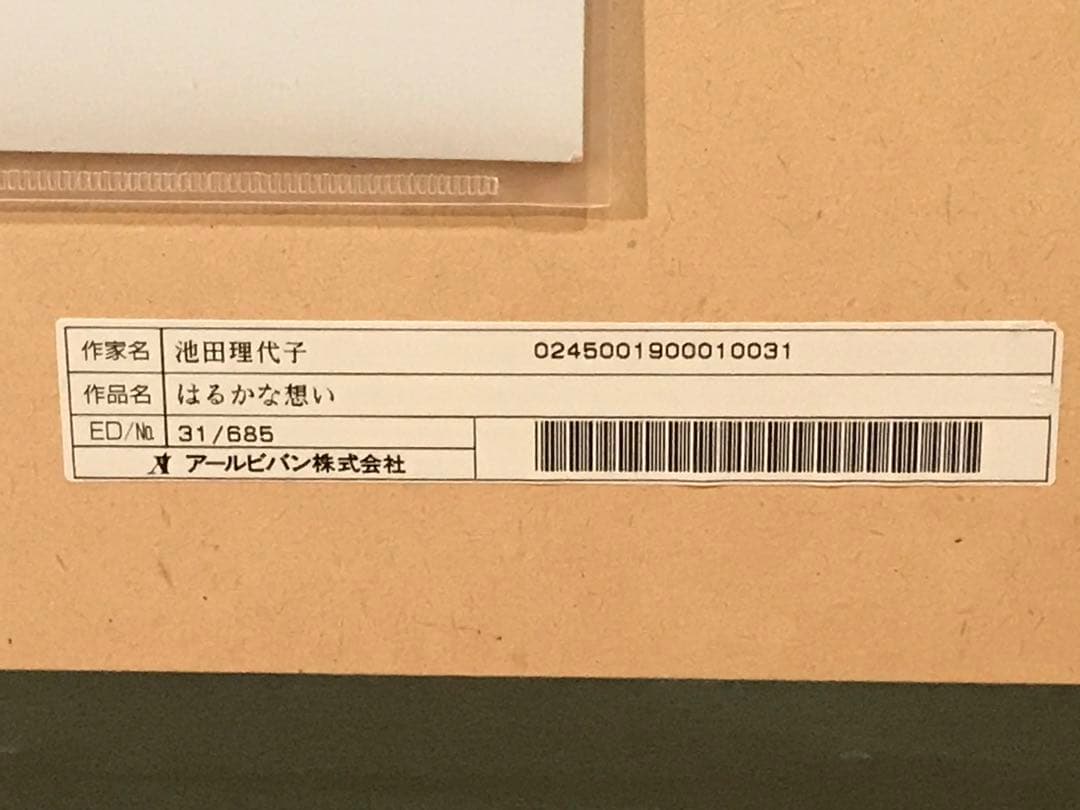 作家名 池田理代子 0245001900010031
作品名 はるかな想い
ED/№ 31/685
アールビバン株式会社